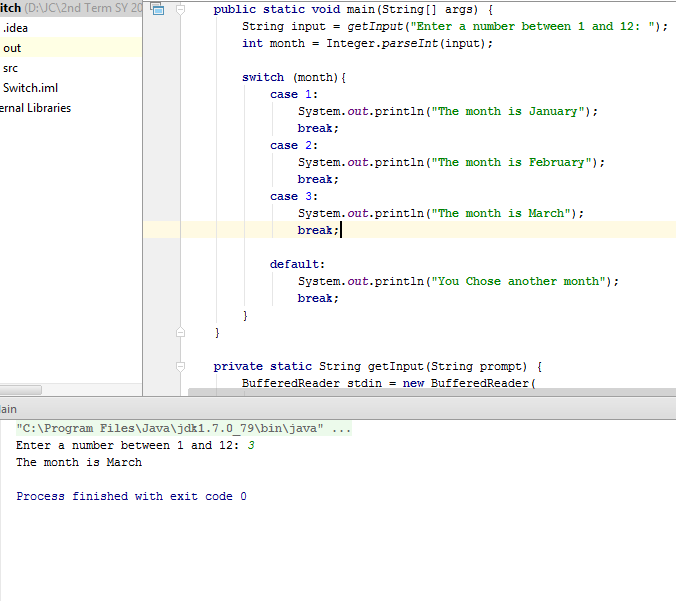 itch (D:\JC\2nd Term SY 20
.idea
out
src
Switch.iml
ernal Libraries
public static void main(String[] args) {
String input = getInput("Enter a number between 1 and 12: ");
int month = Integer.parseInt(input);
switch (month){
case 1:
System.out.println("The month is January");
break;
case 2:
System.out.println("The month is February");
break;
case 3:
System.out.println("The month is March");
break;
default:
System.out.println("You Chose another month");
break;
}
}
private static String getInput(String prompt) {
BufferedReader stdin = new BufferedReader(
ain
"C:\Program Files\Java\jdk1.7.0_79\bin\java" ...
Enter a number between 1 and 12: 3
The month is March
Process finished with exit code 0